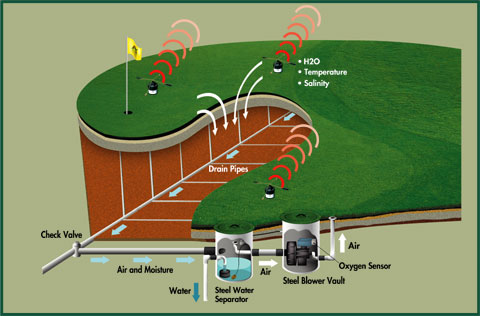 • H2O
• Temperature
• Salinity
Drain Pipes
Check Valve
Air and Moisture
Water
Steel Water
Separator
Air
Steel Blower Vault
Air
Oxygen Sensor